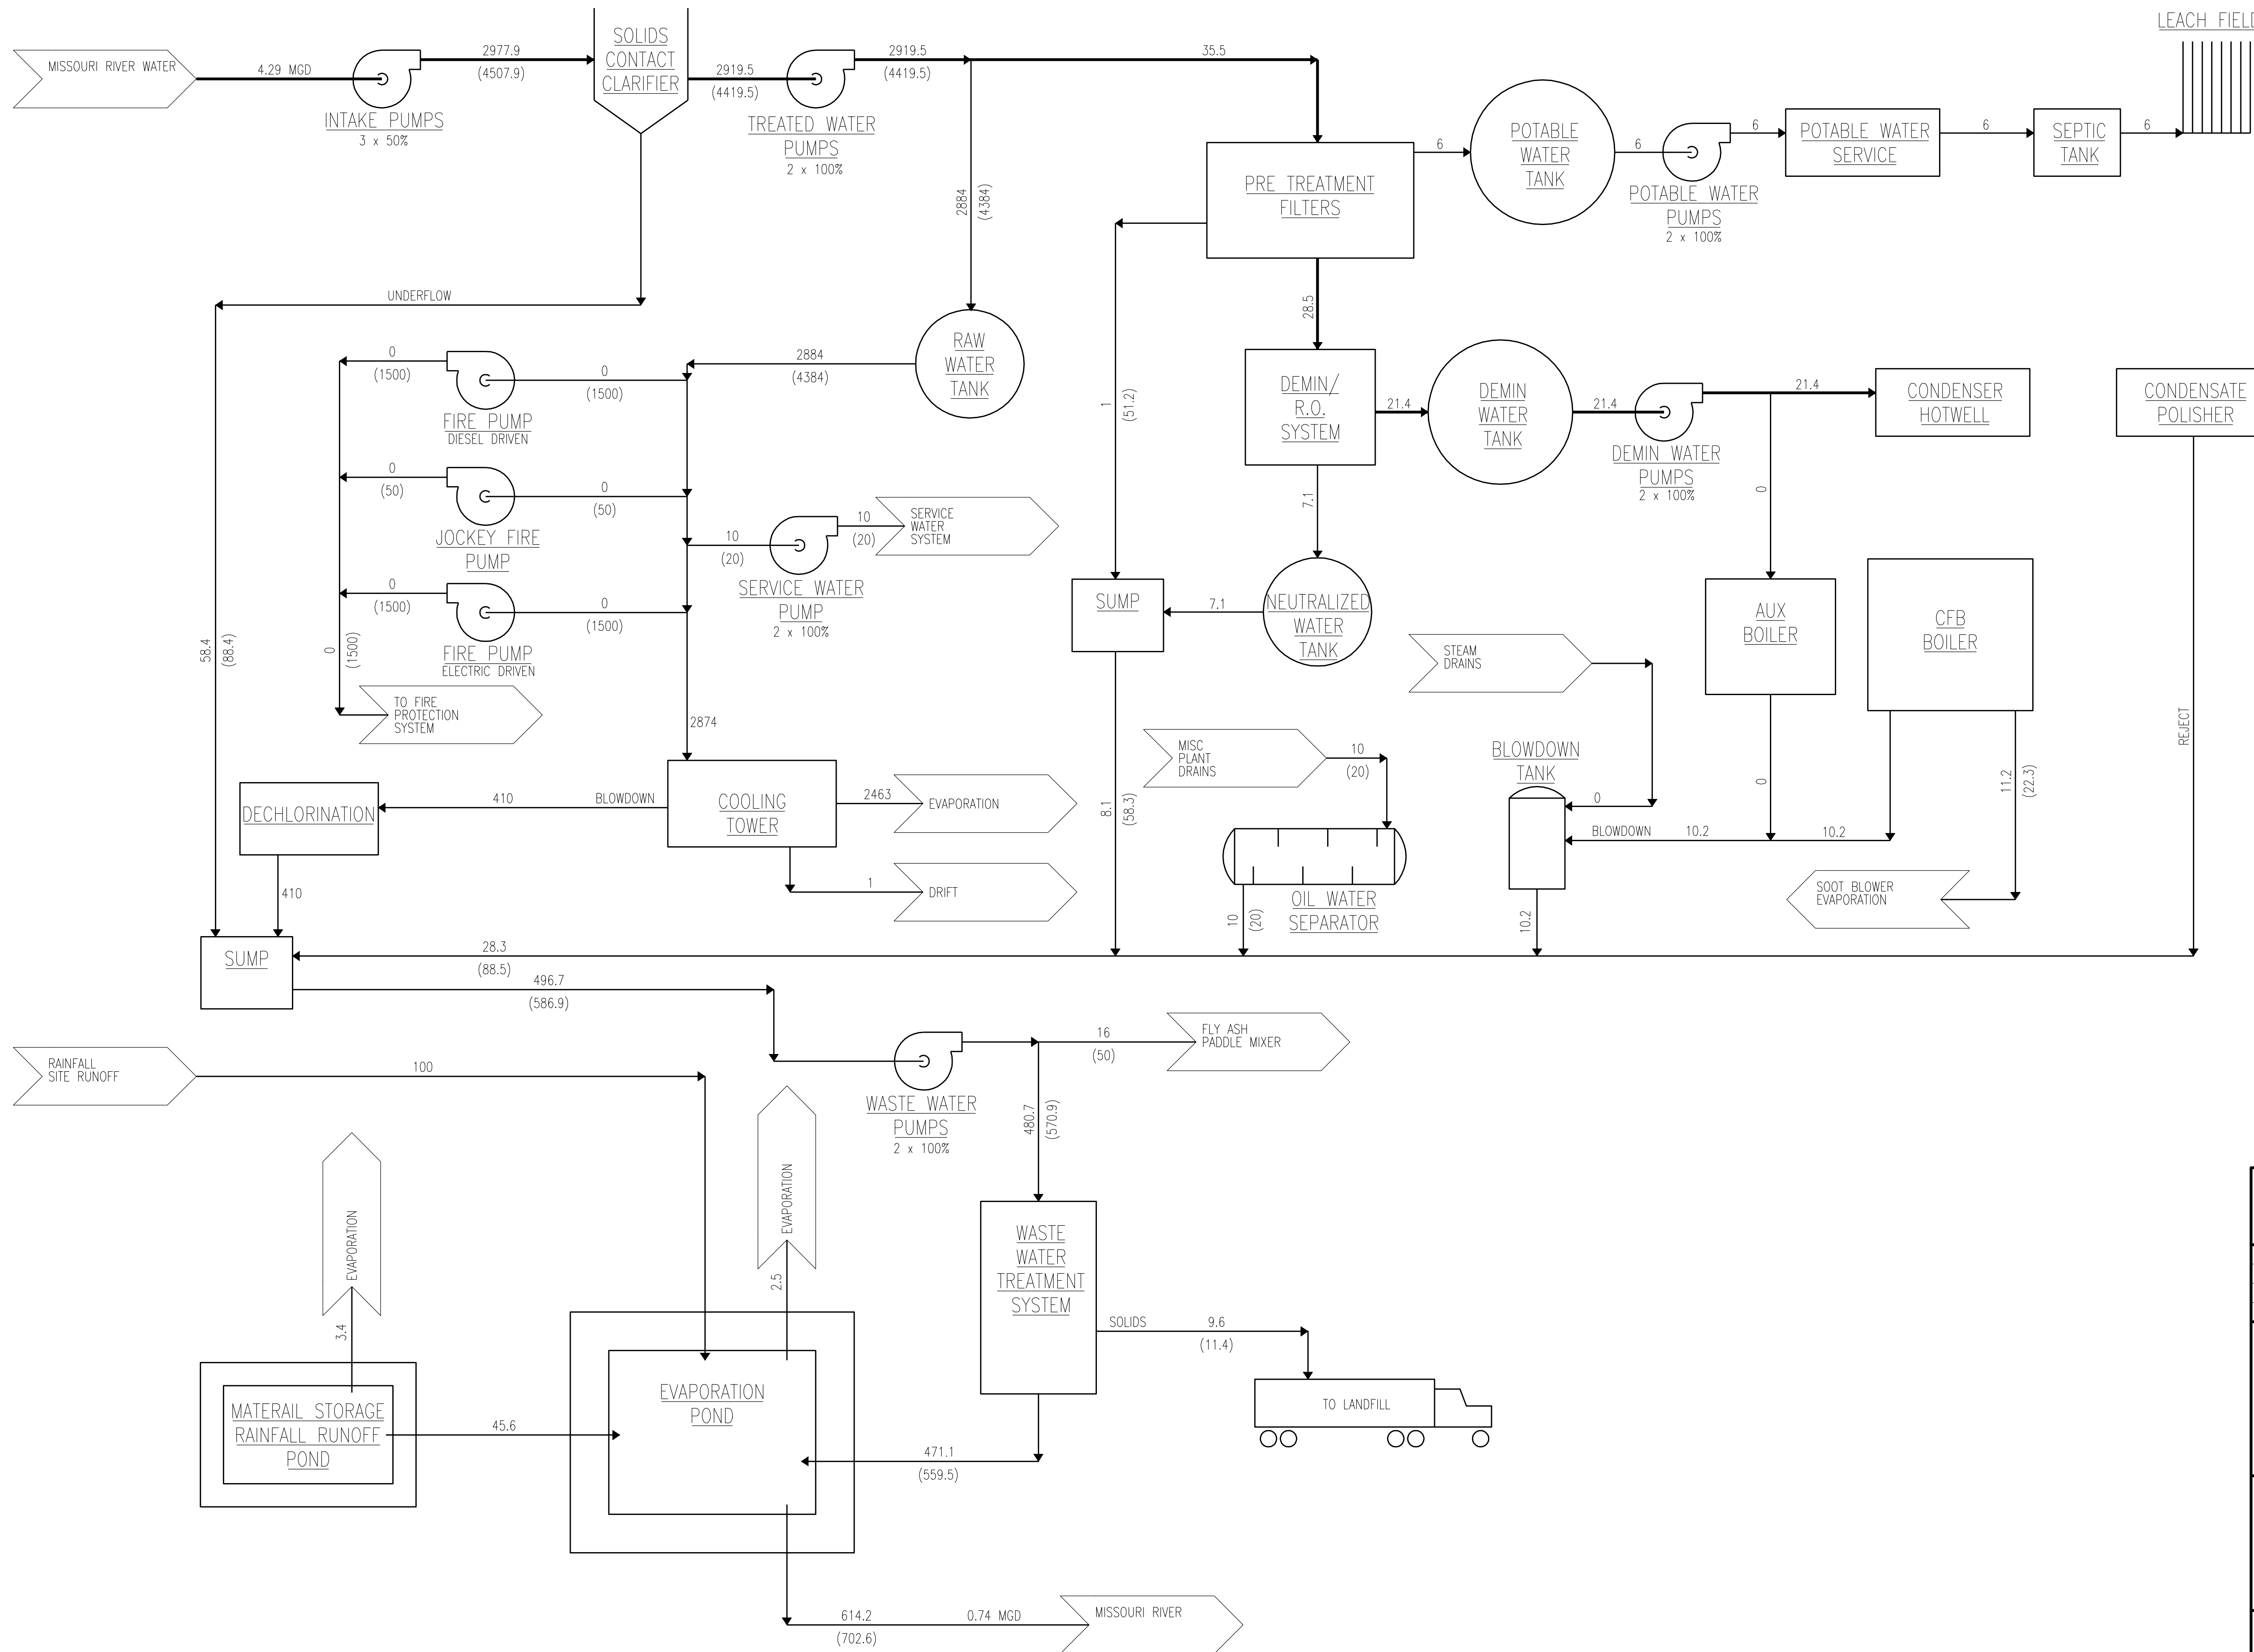 LEACH FIELD
MISSOURI RIVER WATER
4.29 MGD
INTAKE PUMPS
3 x 50%
2977.9
(4507.9)
SOLIDS
CONTACT
CLARIFIER
2919.5
(4419.5)
TREATED WATER
PUMPS
2 x 100%
2919.5
(4419.5)
35.5
2884
(4384)
PRE TREATMENT
FILTERS
6
POTABLE
WATER
TANK
6
POTABLE WATER
PUMPS
2 x 100%
6
POTABLE WATER
SERVICE
6
SEPTIC
TANK
6
UNDERFLOW
28.5
1
(51.2)
RAW
WATER
TANK
2884
(4384)
0
(1500)
FIRE PUMP
DIESEL DRIVEN
0
(1500)
0
(50)
JOCKEY FIRE
PUMP
0
(50)
0
(1500)
FIRE PUMP
ELECTRIC DRIVEN
0
(1500)
0
(1500)
TO FIRE
PROTECTION
SYSTEM
58.4
(88.4)
10
(20)
SERVICE WATER
PUMP
2 x 100%
10
(20)
SERVICE
WATER
SYSTEM
DEMIN/
R.O.
SYSTEM
21.4
DEMIN
WATER
TANK
21.4
DEMIN WATER
PUMPS
2 x 100%
21.4
CONDENSER
HOTWELL
CONDENSATE
POLISHER
0
7.1
SUMP
7.1
NEUTRALIZED
WATER
TANK
AUX
BOILER
CFB
BOILER
STEAM
DRAINS
2874
MISC
PLANT
DRAINS
10
(20)
BLOWDOWN
TANK
0
0
11.2
(22.3)
REJECT
DECHLORINATION
410
BLOWDOWN
COOLING
TOWER
2463
EVAPORATION
1
DRIFT
8.1
(58.3)
BLOWDOWN
10.2
10.2
SOOT BLOWER
EVAPORATION
OIL WATER
SEPARATOR
10
(20)
10.2
410
SUMP
28.3
(88.5)
496.7
(586.9)
RAINFALL
SITE RUNOFF
100
WASTE WATER
PUMPS
2 x 100%
16
(50)
FLY ASH
PADDLE MIXER
480.7
(570.9)
EVAPORATION
3.4
EVAPORATION
2.5
WASTE
WATER
TREATMENT
SYSTEM
SOLIDS
9.6
(11.4)
TO LANDFILL
MATERAIL STORAGE
RAINFALL RUNOFF
POND
45.6
EVAPORATION
POND
471.1
(559.5)
614.2
(702.6)
0.74 MGD
MISSOURI RIVER